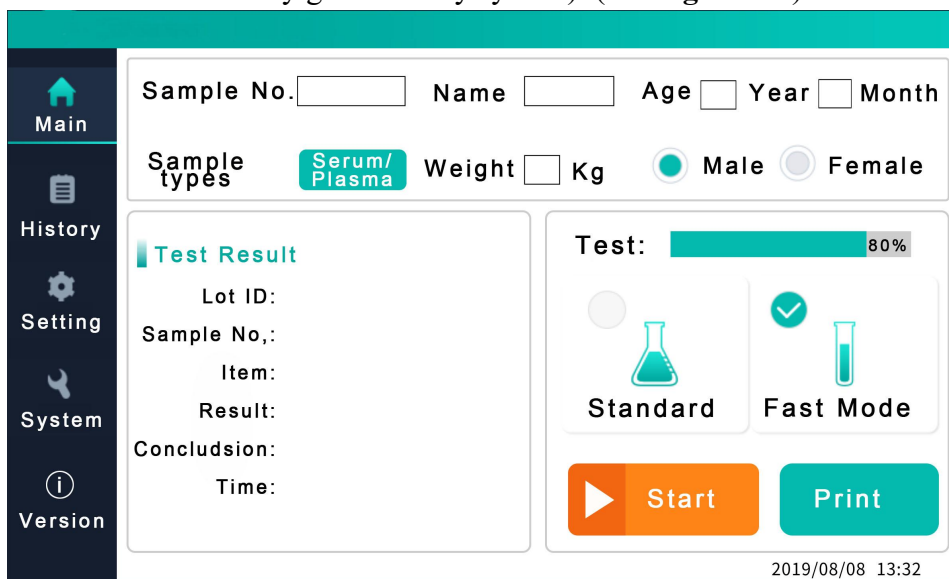 Main
History
Setting
System
Version
Sample No. Name Age Year Month
Sample types Serum/ Plasma Weight Kg Male Female
Test Result
Lot ID:
Sample No,:
Item:
Result:
Concludsion:
Time:
Test: 80%
Standard Fast Mode
Start Print
2019/08/08 13:32